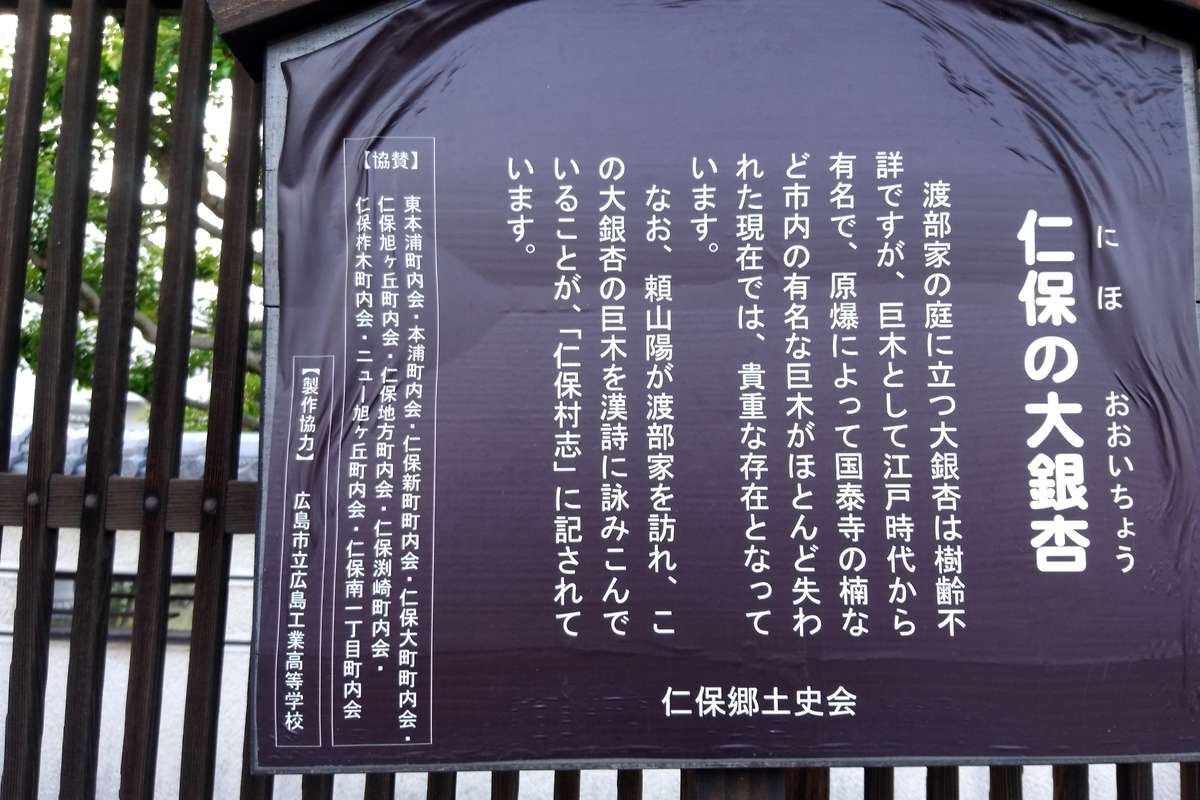 にほ　おおいちょう
仁保の大銀杏
渡部家の庭に立つ大銀杏は樹齢不
詳ですが、巨木として江戸時代から
有名で、原爆によって国泰寺の楠な
ど市内の有名な巨木がほとんど失わ
れた現在では、貴重な存在となって
います。
なお、頼山陽が渡部家を訪れ、こ
の大銀杏の巨木を漢詩に詠みこんで
いることが、「仁保村志」に記されて
います。
仁保郷土史会
【協賛】
東本浦町内会・本浦町内会・仁保新町町内会・仁保大町町内会・
仁保旭ヶ丘町内会・仁保地方町内会・仁保渕崎町内会・
仁保柞木町内会・ニュー旭ヶ丘町内会・仁保南一丁目町内会
【製作協力】　広島市立広島工業高等学校